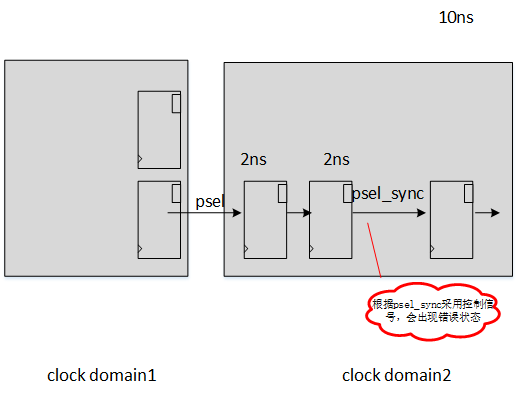 10ns
2ns
2ns
psel
psel_sync
根据psel_sync采用控制信
号，会出现错误状态
clock domain1
clock domain2